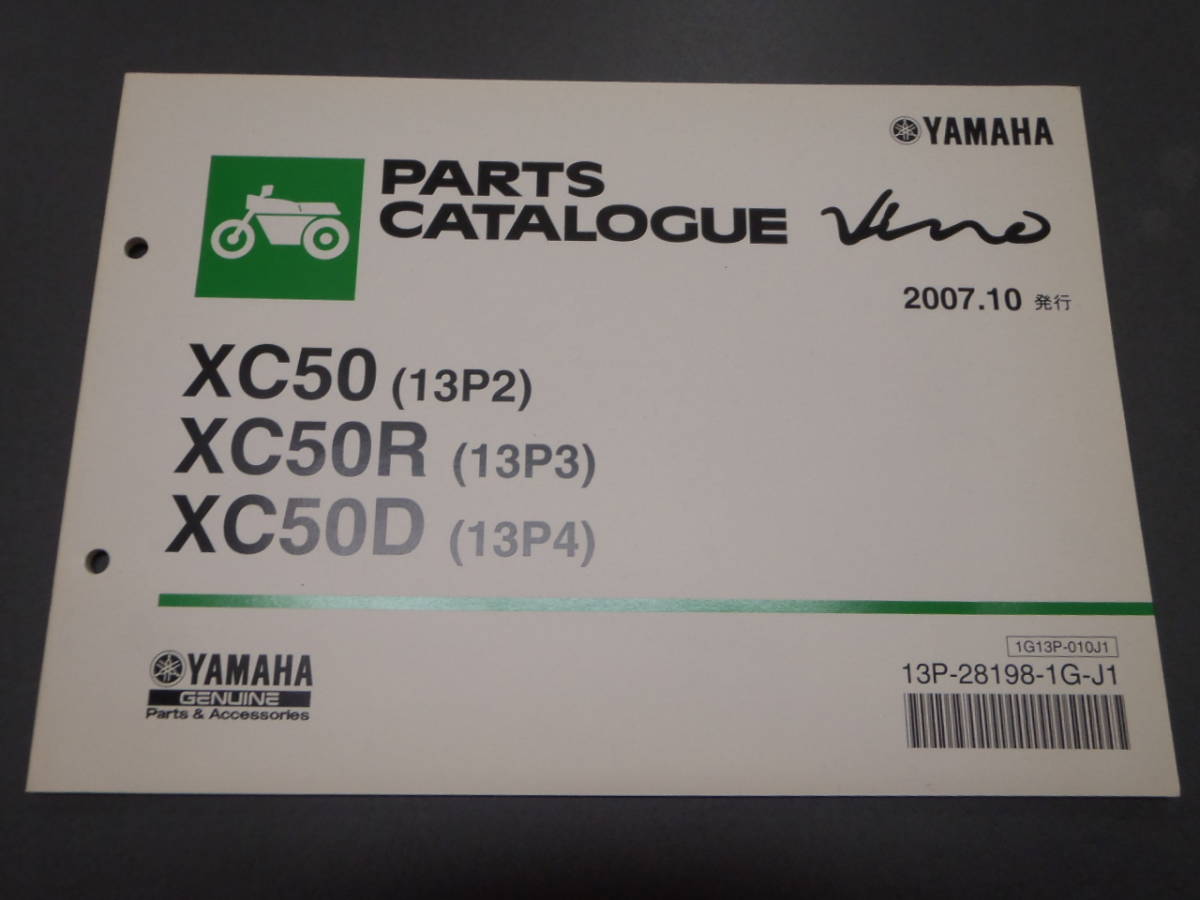 YAMAHA
PARTS
CATALOGUE Vino
2007.10 発行
XC50 (13P2)
XC50R (13P3)
XC50D (13P4)
1G13P-010J1
13P-28198-1G-J1
YAMAHA
GENUINE
Parts & Accessories